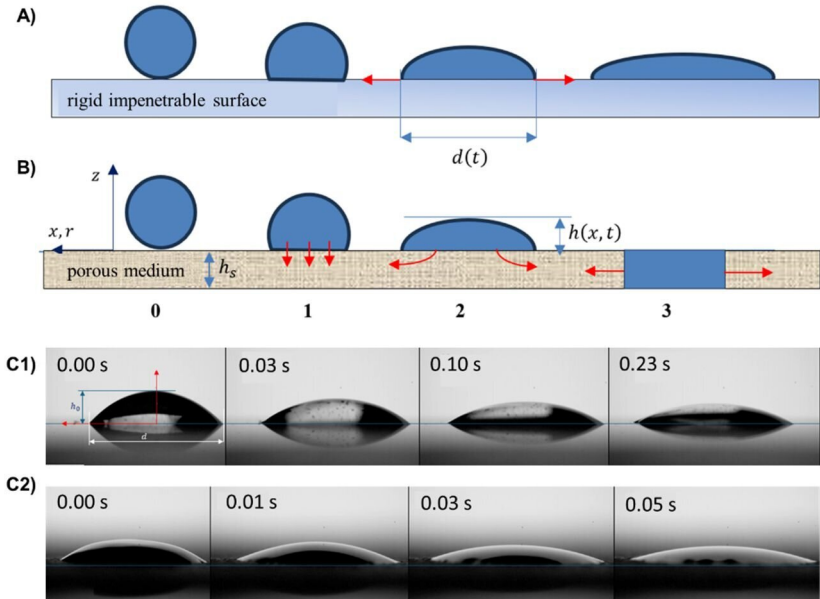 A)
rigid impenetrable surface
d(t)
B)
z
x, r
h(x, t)
porous medium
h_s
0 1 2 3
C1)
0.00 s 0.03 s 0.10 s 0.23 s
h_0
d
C2)
0.00 s 0.01 s 0.03 s 0.05 s